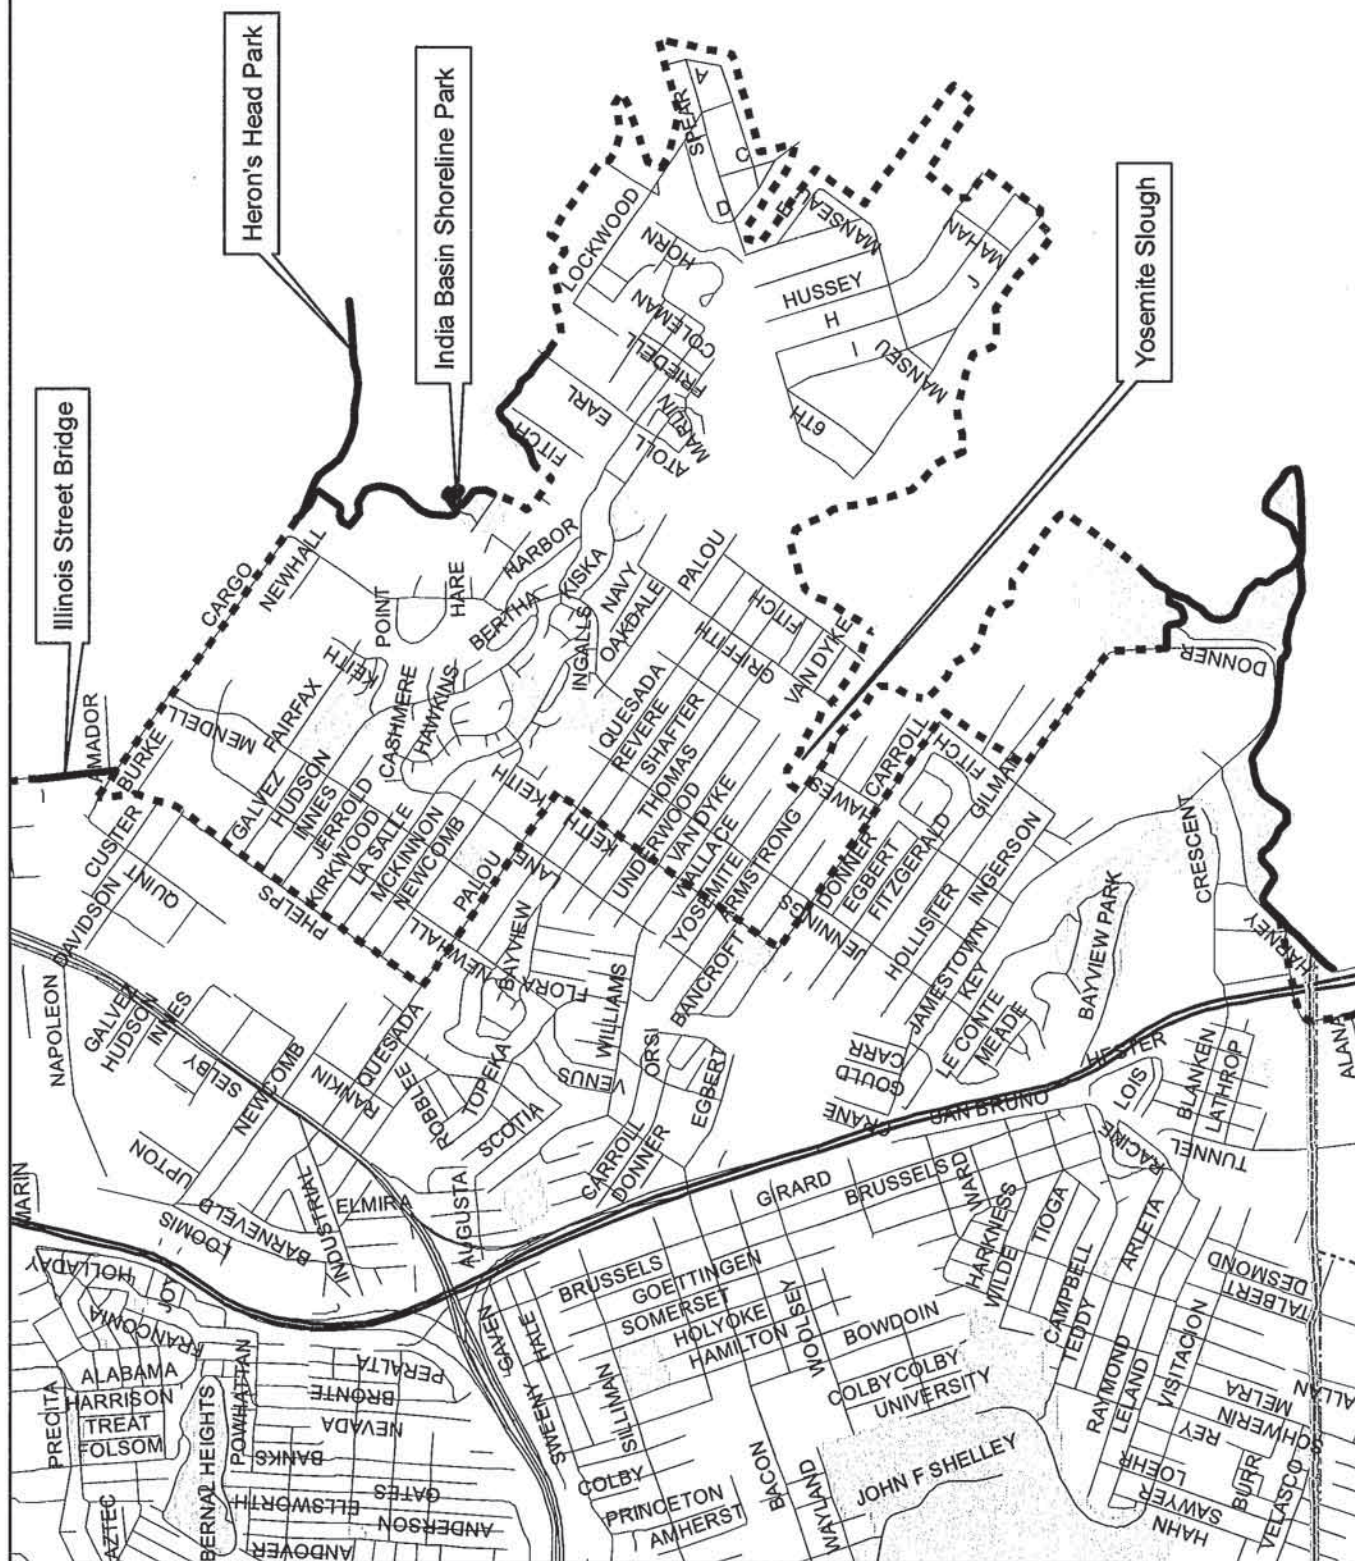 Heron's Head Park
India Basin Shoreline Park
Illinois Street Bridge
Yosemite Slough
SPEAR
A
C
D
E
LOCKWOOD
HORN
COLEMAN
FRIEDELL
MANSEAU
HUSSEY
H
I
J
MAHAN
MANSEU
6TH
EARL
FITCH
MARLIN
ATOLL
CARGO
NEWHALL
AMADOR
BURKE
MENDELL
POINT
KEITH
FAIRFAX
HARE
HARBOR
BERTHA
KISKA
CASHMERE
HAWKINS
INGALLS
NAVY
OAKDALE
PALOU
GRIFFITH
FITCH
VAN DYKE
QUESADA
REVERE
SHAFTER
THOMAS
UNDERWOOD
VAN DYKE
WALLACE
YOSEMITE
ARMSTRONG
BANCROFT
HAWES
CARROLL
FITCH
GILMAN
DONNER
DONNER
EGBERT
FITZGERALD
JENNINGS
HOLLISTER
INGERSON
JAMESTOWN
KEY
LE CONTE
MEADE
BAYVIEW PARK
CRESCENT
HARNEY
ALANA
GALVEZ
HUDSON
INNES
JERROLD
KIRKWOOD
LA SALLE
MCKINNON
NEWCOMB
PALOU
KEITH
KEITH
LANE
PHELPS
NEWHALL
BAYVIEW
FLORA
WILLIAMS
VENUS
CUSTER
DAVIDSON
QUINT
NAPOLEON
GALVEZ
HUDSON
INNES
SELBY
NEWCOMB
RANKIN
QUESADA
ROBBLEE
TOPEKA
SCOTIA
ORSI
EGBERT
CARROLL
DONNER
CARR
GOULD
CRANE
SAN BRUNO
HESTER
LOIS
BLANKEN
LATHROP
TUNNEL
RACINE
MARIN
UPTON
LOOMIS
BARNEVELD
INDUSTRIAL
ELMIRA
AUGUSTA
HOLLADAY
JOY
FRANCONIA
ALABAMA
HARRISON
TREAT
FOLSOM
PRECITA
AZTEC
BERNAL HEIGHTS
POWHATTAN
PERALTA
BRONTE
NEVADA
BANKS
GATES
ELLSWORTH
ANDERSON
ANDOVER
GAVEN
HALE
SWEENY
SILLIMAN
COLBY
PRINCETON
AMHERST
BRUSSELS
GOETTINGEN
SOMERSET
HOLYOKE
HAMILTON
WOOLSEY
BACON
WAYLAND
GIRARD
BRUSSELS
BOWDOIN
COLBY
COLBY
UNIVERSITY
JOHN F SHELLEY
WARD
HARKNESS
WILDE
TIOGA
CAMPBELL
TEDDY
ARLETA
RAYMOND
LELAND
VISITACION
DESMOND
TALBERT
ALLAN
MELRA
SCHWERIN
REY
LOEHR
SAWYER
HAHN
BURR
VELASCO